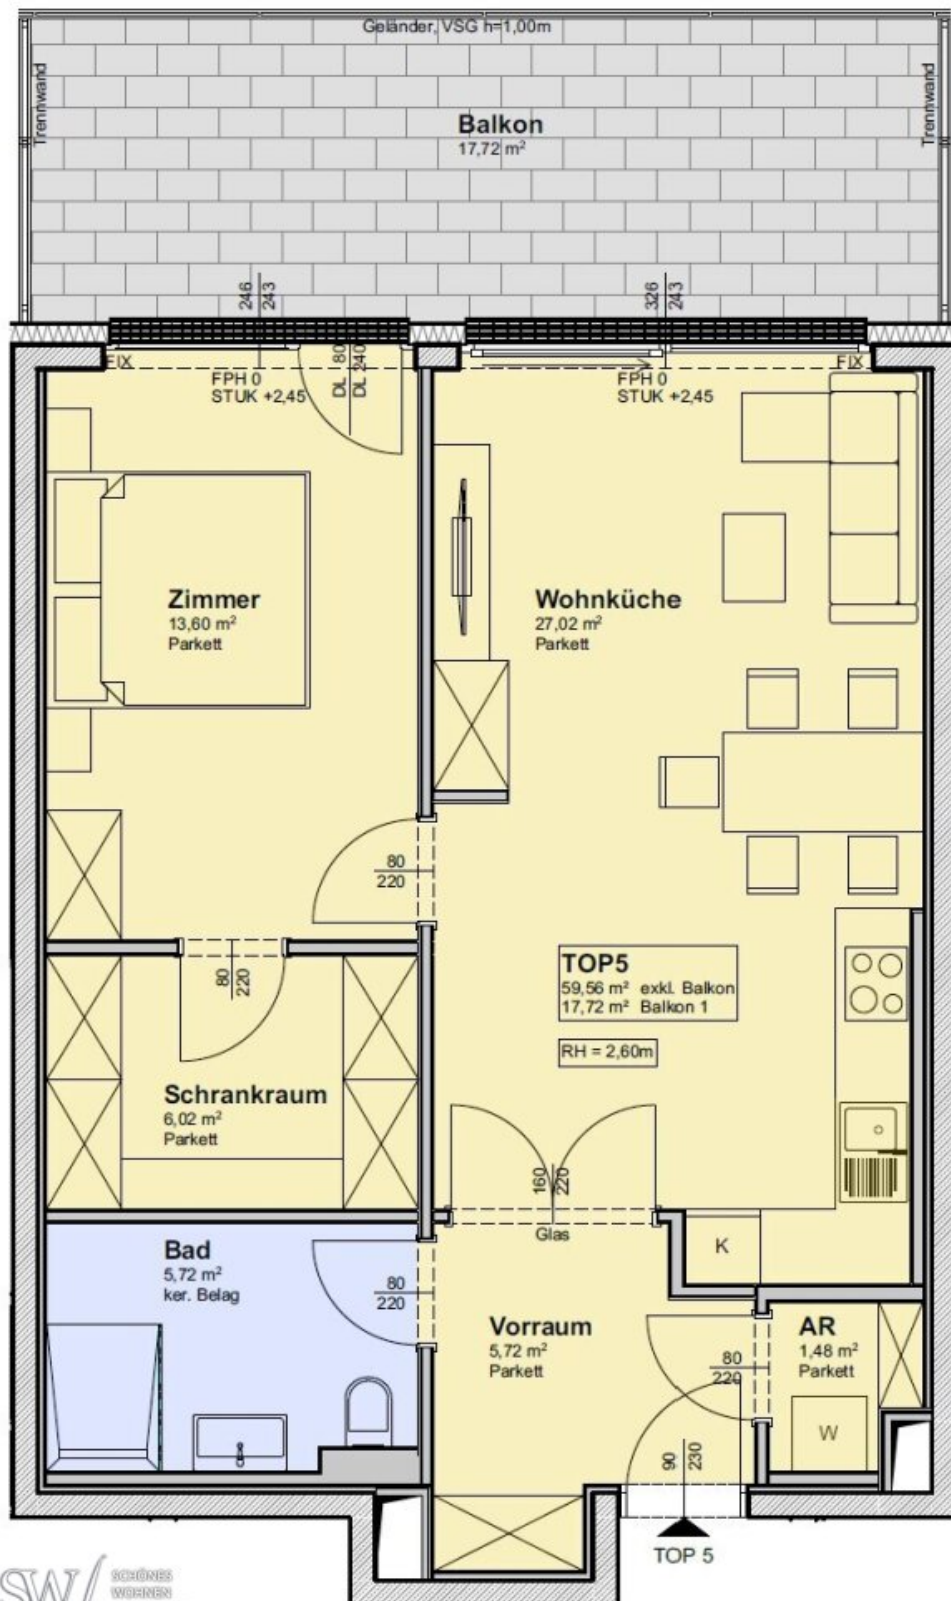 Geländer, VSG h=1,00m
Trennwand
Trennwand
Balkon
17,72 m²
246
243
326
243
FIX
FPH 0
STUK +2,45
DL 80
DL 240
FPH 0
STUK +2,45
FIX
Zimmer
13,60 m²
Parkett
Wohnküche
27,02 m²
Parkett
80
220
80
220
TOP5
59,56 m² exkl. Balkon
17,72 m² Balkon 1
RH = 2,60m
Schrankraum
6,02 m²
Parkett
160
220
Glas
K
Bad
5,72 m²
ker. Belag
80
220
Vorraum
5,72 m²
Parkett
80
220
AR
1,48 m²
Parkett
W
90
230
TOP 5
SW/ SCHÖNES
WOHNEN